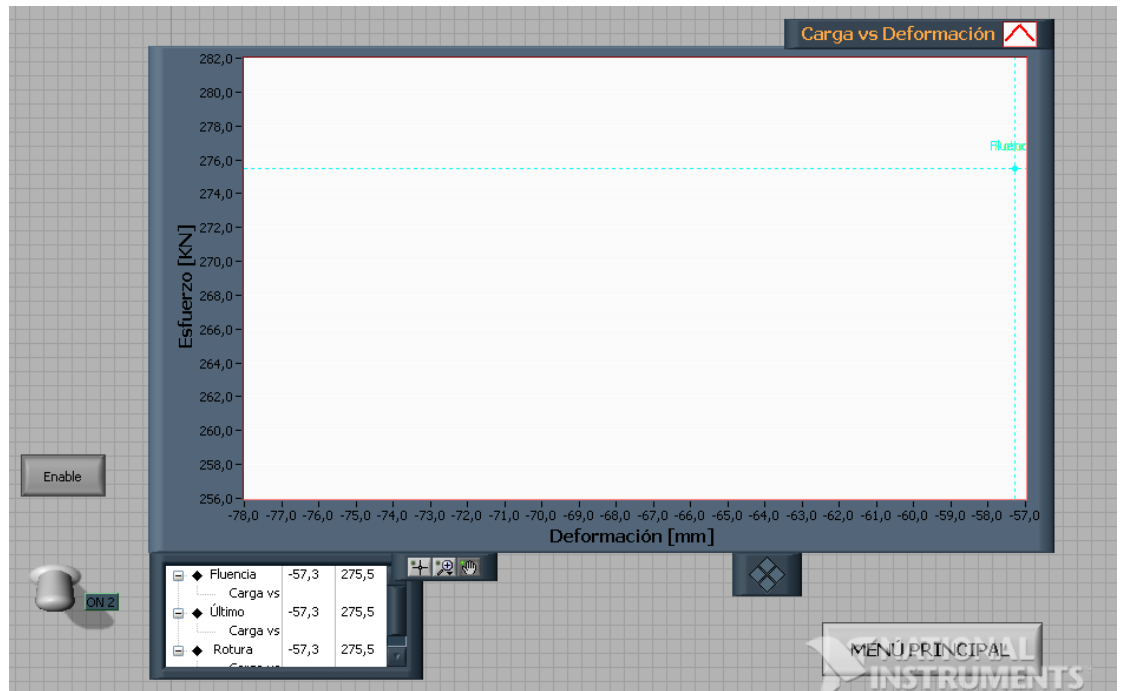 Carga vs Deformación
282,0
280,0
278,0
276,0
274,0
272,0
270,0
268,0
266,0
264,0
262,0
260,0
258,0
256,0
Esfuerzo [KN]
-78,0 -77,0 -76,0 -75,0 -74,0 -73,0 -72,0 -71,0 -70,0 -69,0 -68,0 -67,0 -66,0 -65,0 -64,0 -63,0 -62,0 -61,0 -60,0 -59,0 -58,0 -57,0
Deformación [mm]
Enable
ON 2
Fluencia -57,3 275,5
Carga vs
Último -57,3 275,5
Carga vs
Rotura -57,3 275,5
MENÚ PRINCIPAL
NATIONAL
INSTRUMENTS